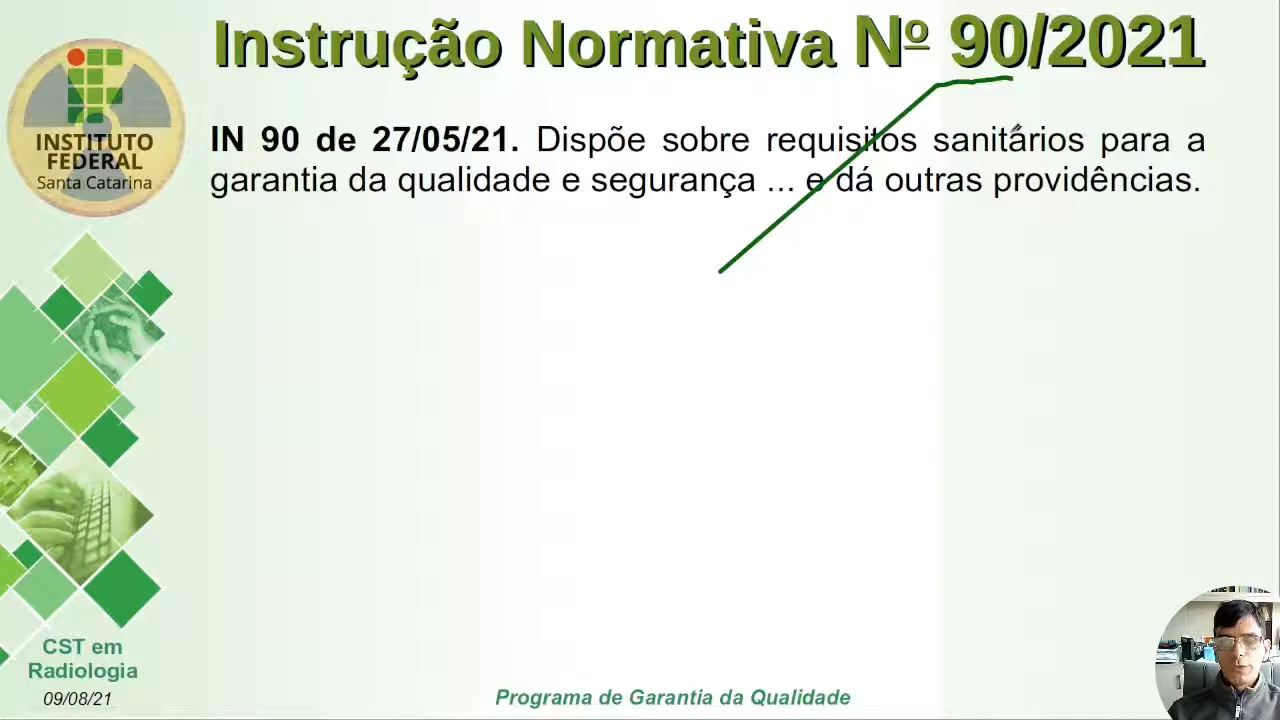 Instrução Normativa Nº 90/2021
INSTITUTO
FEDERAL
Santa Catarina
IN 90 de 27/05/21. Dispõe sobre requisitos sanitários para a
garantia da qualidade e segurança ... e dá outras providências.
CST em
Radiologia
09/08/21
Programa de Garantia da Qualidade